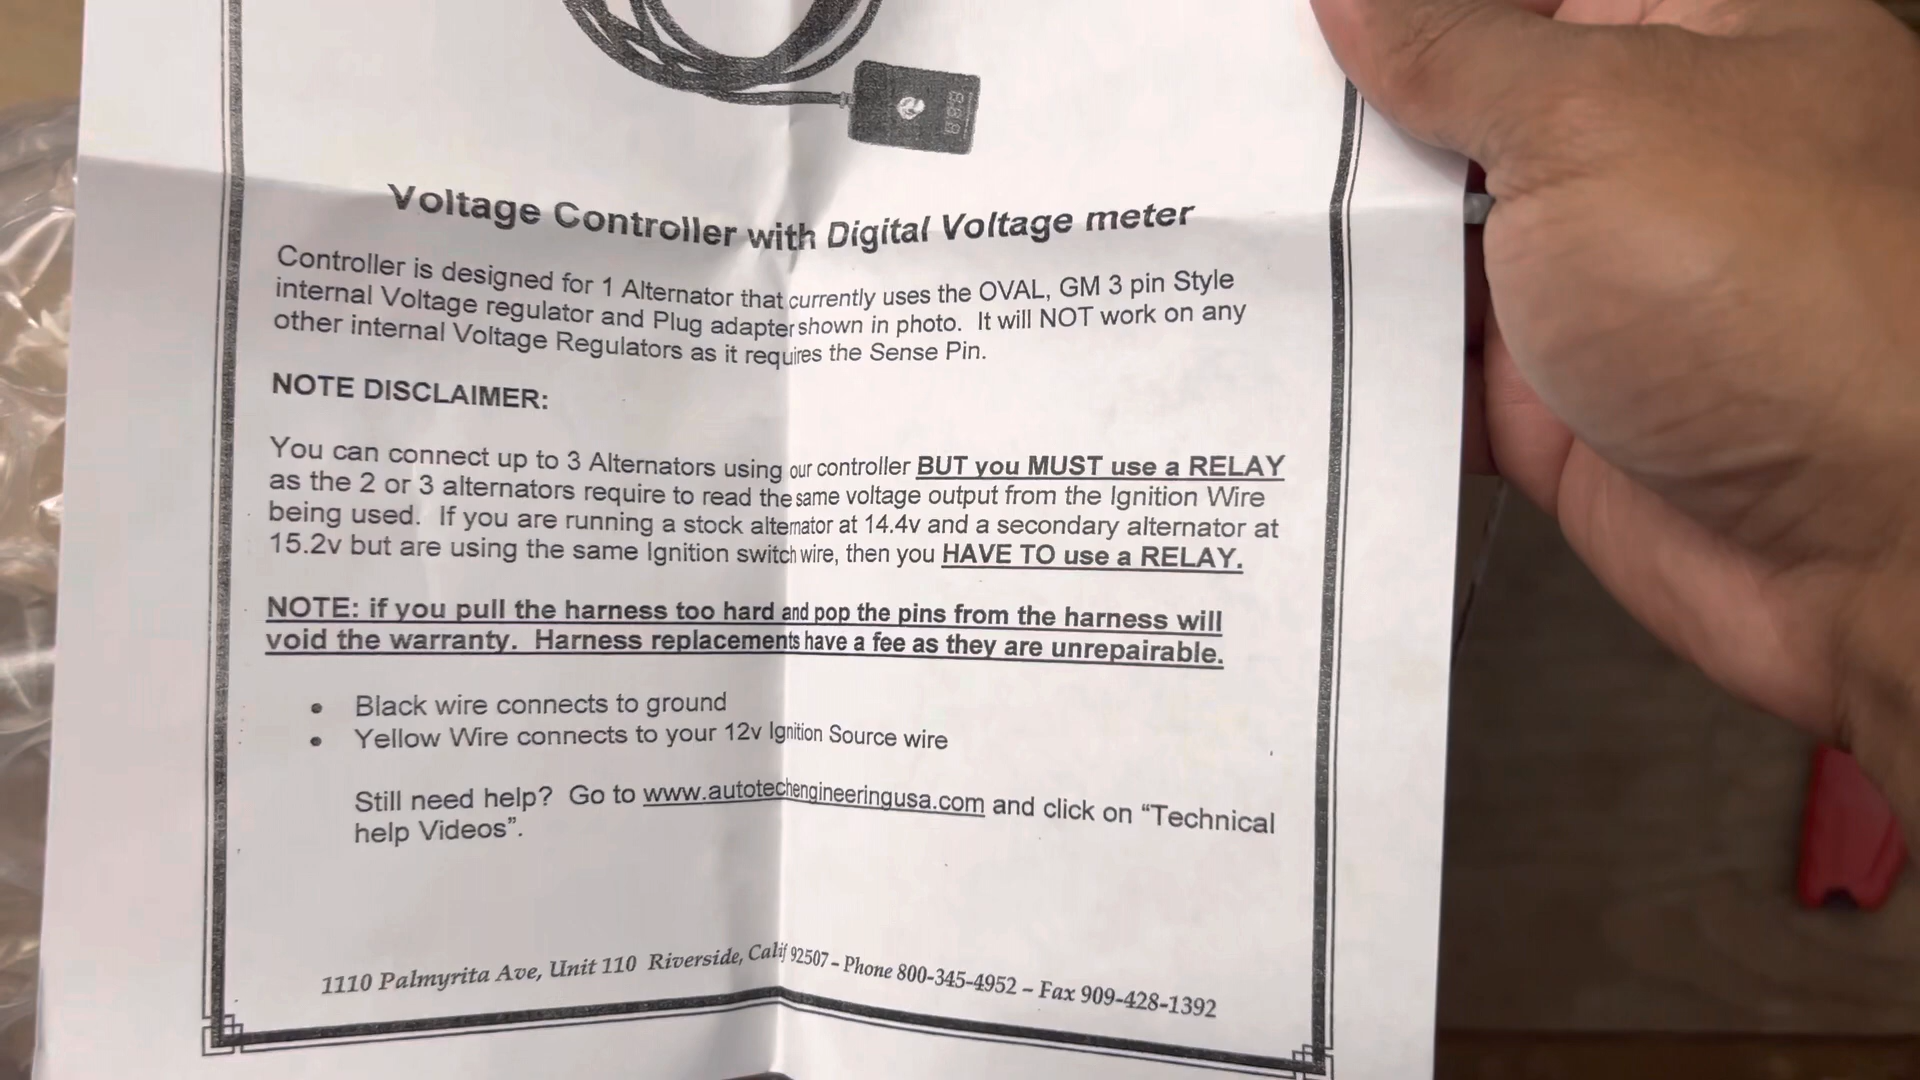 Voltage Controller with Digital Voltage meter
Controller is designed for 1 Alternator that currently uses the OVAL, GM 3 pin Style
internal Voltage regulator and Plug adapter shown in photo. It will NOT work on any
other internal Voltage Regulators as it requires the Sense Pin.
NOTE DISCLAIMER:
You can connect up to 3 Alternators using our controller BUT you MUST use a RELAY
as the 2 or 3 alternators require to read the same voltage output from the Ignition Wire
being used. If you are running a stock alternator at 14.4v and a secondary alternator at
15.2v but are using the same Ignition switch wire, then you HAVE TO use a RELAY.
NOTE: if you pull the harness too hard and pop the pins from the harness will
void the warranty. Harness replacements have a fee as they are unrepairable.
• Black wire connects to ground
• Yellow Wire connects to your 12v Ignition Source wire
Still need help? Go to www.autotechengineeringusa.com and click on “Technical
help Videos”.
1110 Palmyrita Ave, Unit 110 Riverside, Calif 92507 – Phone 800-345-4952 – Fax 909-428-1392